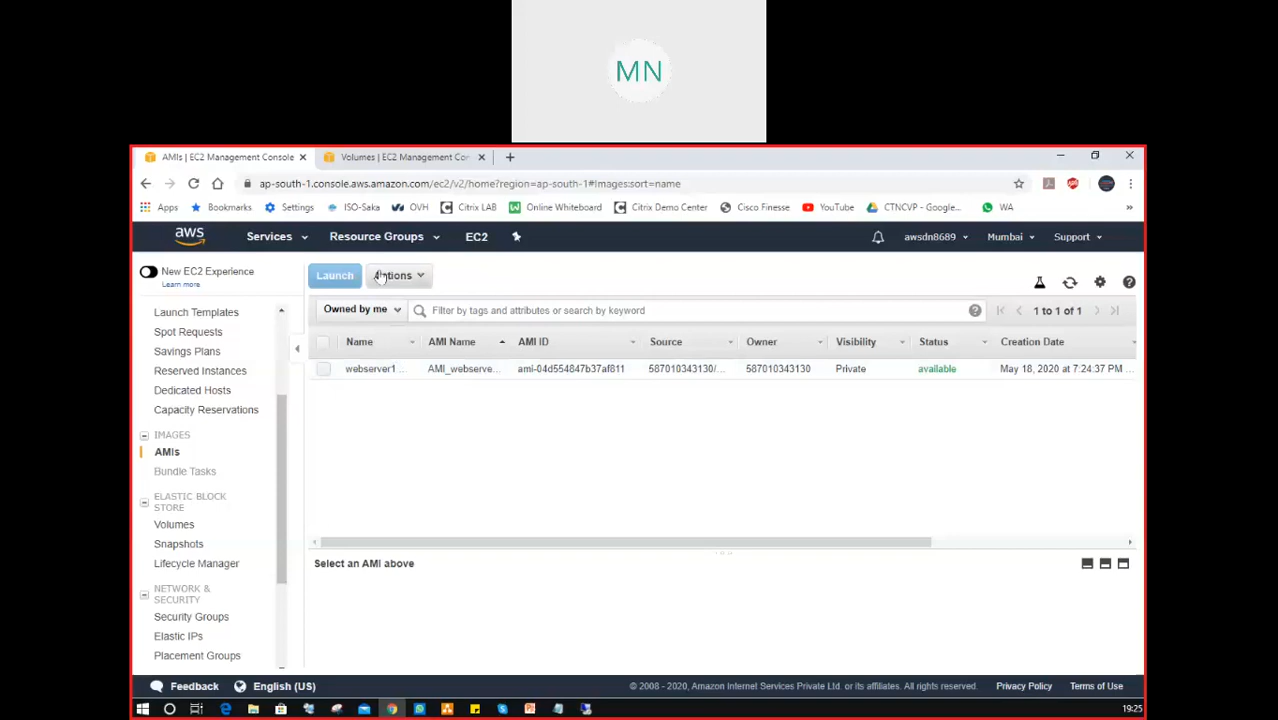 MN
AMIs | EC2 Management Console
Volumes | EC2 Management Cor
ap-south-1.console.aws.amazon.com/ec2/v2/home?region=ap-south-1#Images:sort=name
Apps Bookmarks Settings ISO-Saka OVH Citrix LAB Online Whiteboard Citrix Demo Center Cisco Finesse YouTube CTNCVP - Google... WA »
aws Services Resource Groups EC2 awsdn8689 Mumbai Support
New EC2 Experience
Learn more
Launch Templates
Spot Requests
Savings Plans
Reserved Instances
Dedicated Hosts
Capacity Reservations
IMAGES
AMIs
Bundle Tasks
ELASTIC BLOCK
STORE
Volumes
Snapshots
Lifecycle Manager
NETWORK &
SECURITY
Security Groups
Elastic IPs
Placement Groups
Launch Actions
Owned by me Filter by tags and attributes or search by keyword 1 to 1 of 1
Name AMI Name AMI ID Source Owner Visibility Status Creation Date
webserver1... AMI_webserve... ami-04d554847b37af811 587010343130/... 587010343130 Private available May 18, 2020 at 7:24:37 PM ...
Select an AMI above
Feedback English (US) © 2008 - 2020, Amazon Internet Services Private Ltd. or its affiliates. All rights reserved. Privacy Policy Terms of Use
19:25